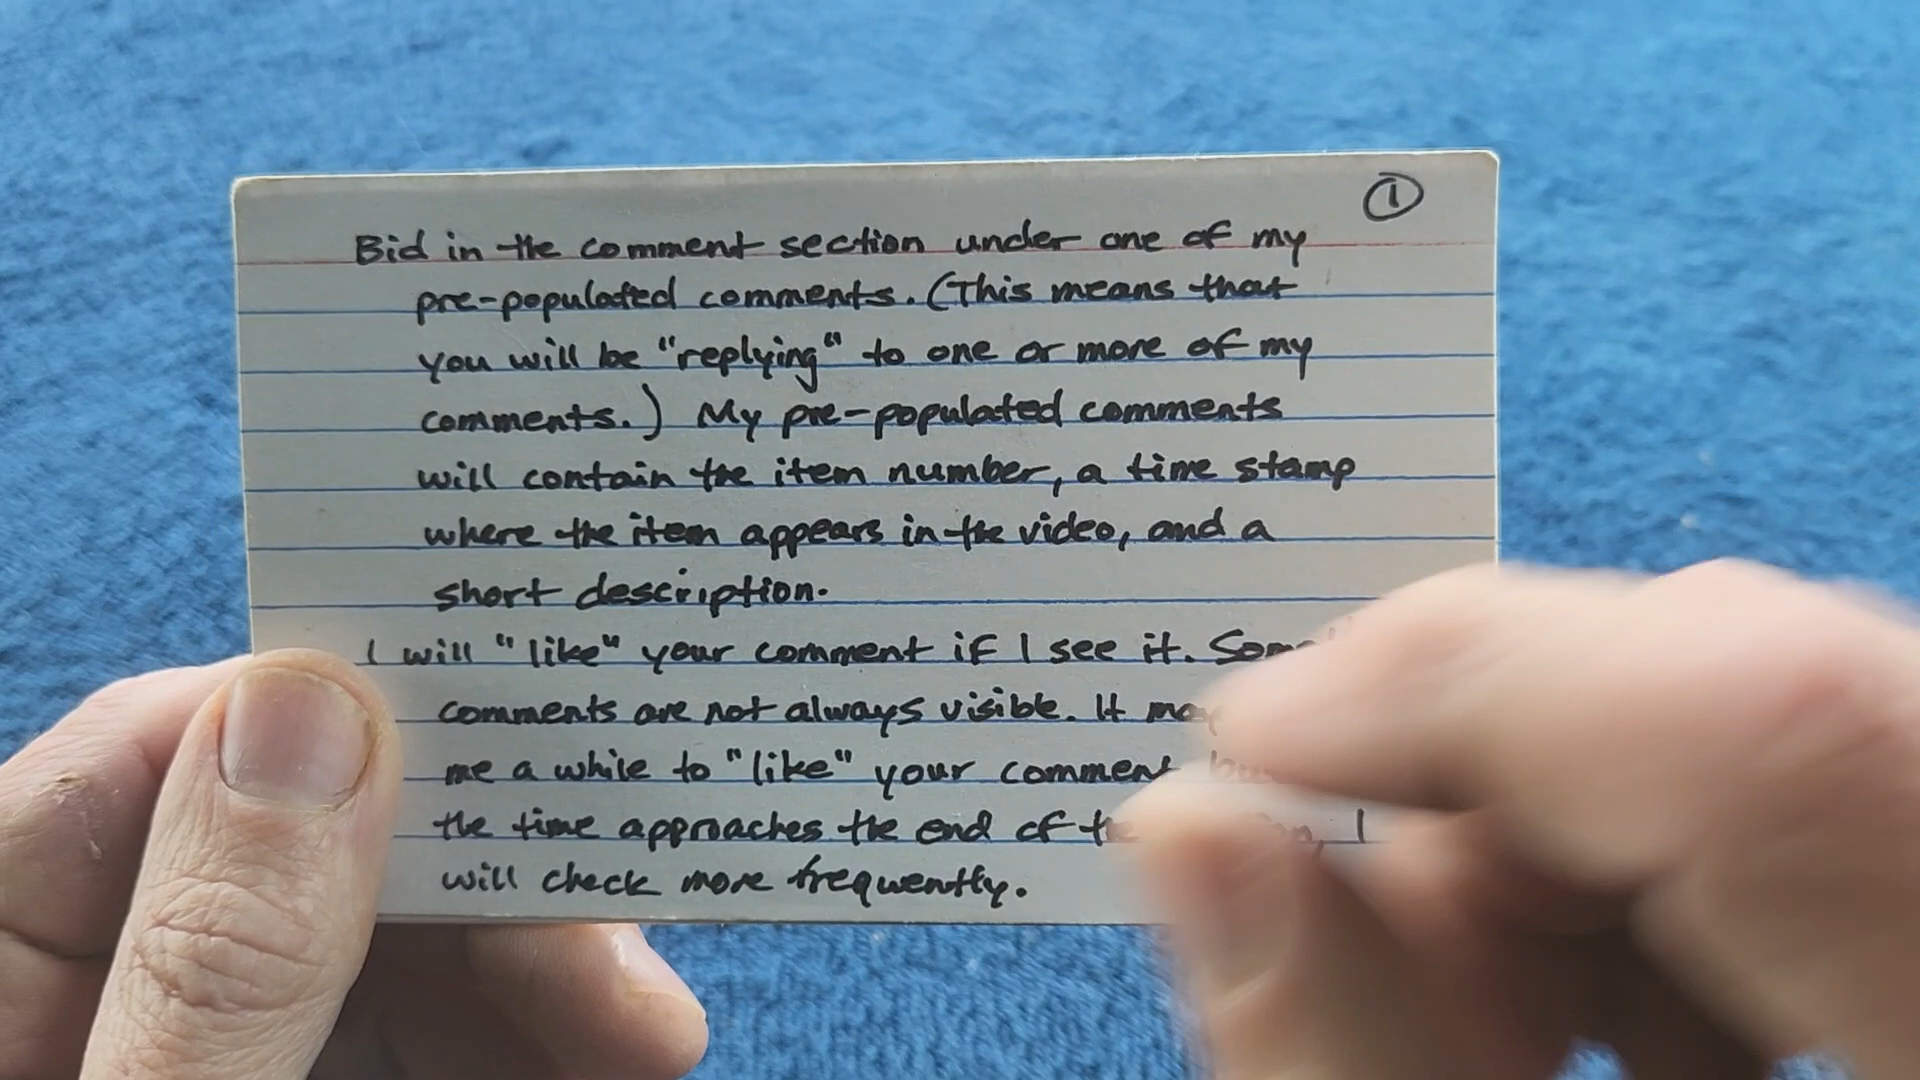 ①
Bid in the comment section under one of my
pre-populated comments. (This means that
you will be "replying" to one or more of my
comments.) My pre-populated comments
will contain the item number, a time stamp
where the item appears in the video, and a
short description.
I will "like" your comment if I see it.
comments are not always visible. It may
me a while to "like" your comment
the time approaches the end of the I
will check more frequently.